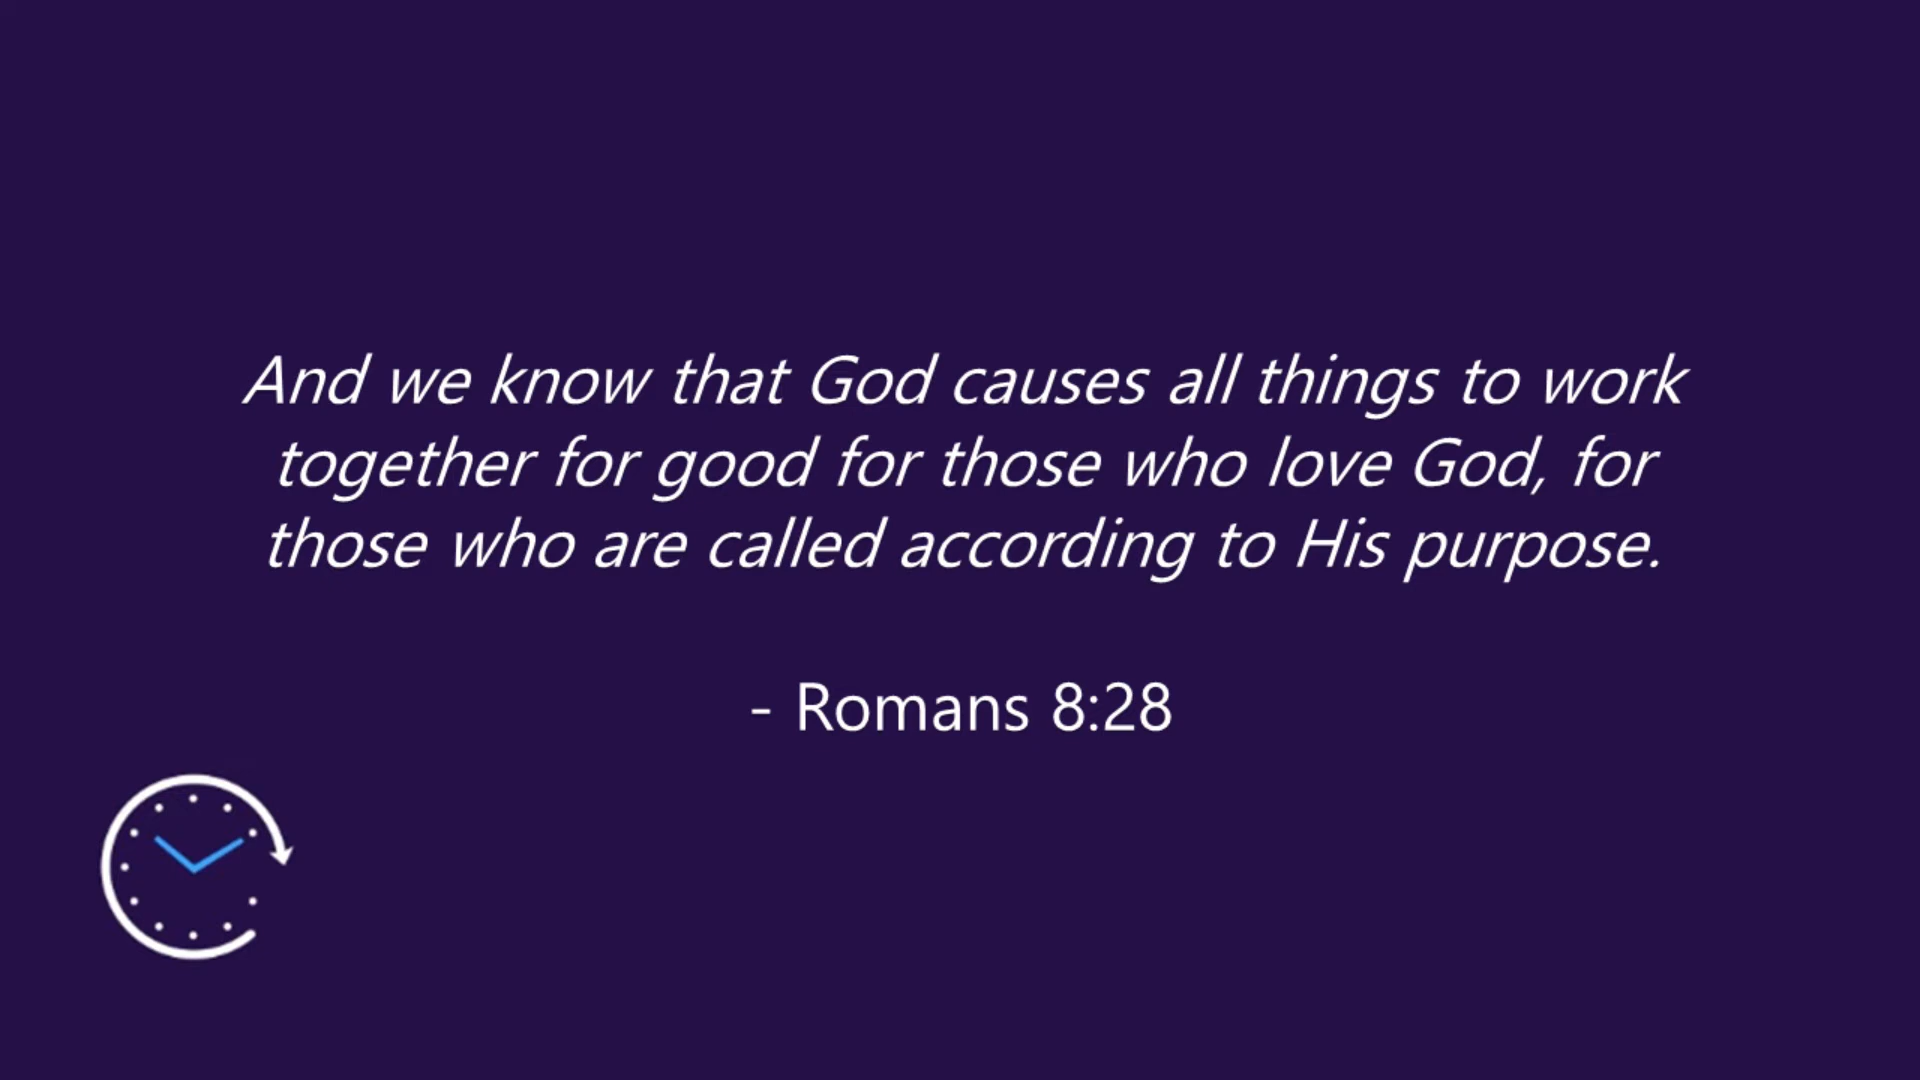 And we know that God causes all things to work
together for good for those who love God, for
those who are called according to His purpose.
- Romans 8:28